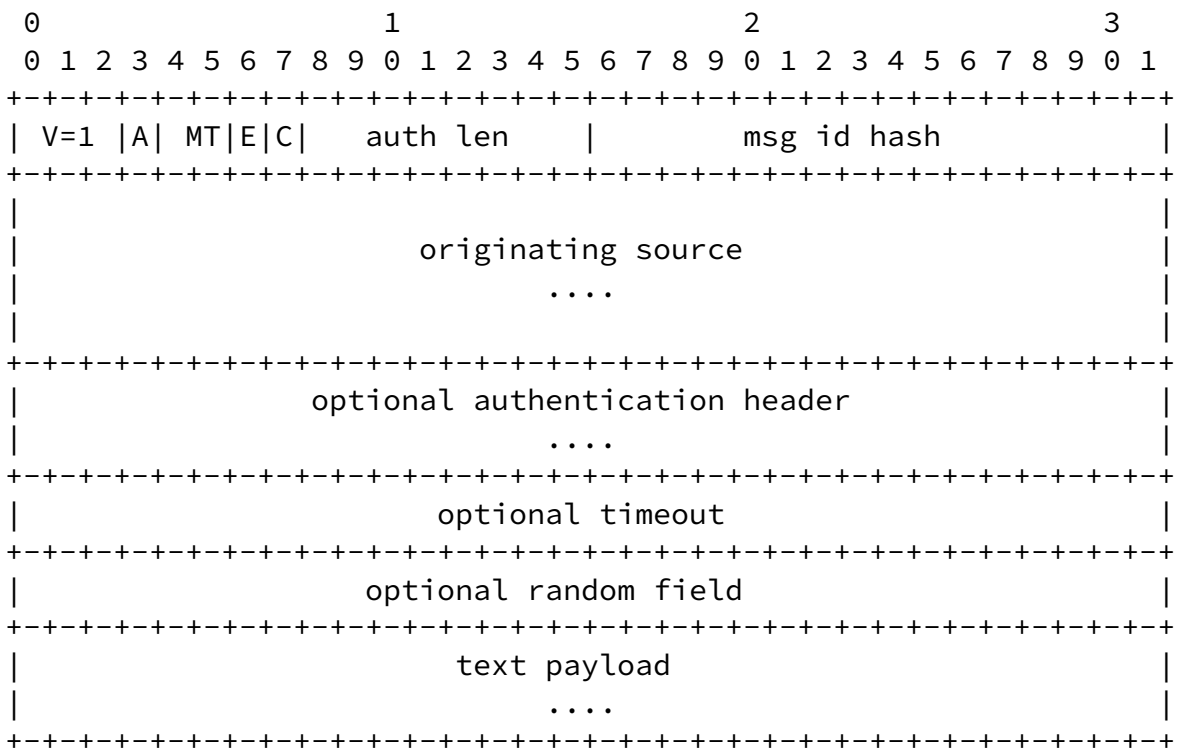 0                   1                   2                   3
 0 1 2 3 4 5 6 7 8 9 0 1 2 3 4 5 6 7 8 9 0 1 2 3 4 5 6 7 8 9 0 1
+-+-+-+-+-+-+-+-+-+-+-+-+-+-+-+-+-+-+-+-+-+-+-+-+-+-+-+-+-+-+-+-+
| V=1 |A| MT|E|C|   auth len    |        msg id hash            |
+-+-+-+-+-+-+-+-+-+-+-+-+-+-+-+-+-+-+-+-+-+-+-+-+-+-+-+-+-+-+-+-+
|                                                               |
|                      originating source                       |
|                             ....                              |
|                                                               |
+-+-+-+-+-+-+-+-+-+-+-+-+-+-+-+-+-+-+-+-+-+-+-+-+-+-+-+-+-+-+-+-+
|                optional authentication header                 |
|                             ....                              |
+-+-+-+-+-+-+-+-+-+-+-+-+-+-+-+-+-+-+-+-+-+-+-+-+-+-+-+-+-+-+-+-+
|                       optional timeout                        |
+-+-+-+-+-+-+-+-+-+-+-+-+-+-+-+-+-+-+-+-+-+-+-+-+-+-+-+-+-+-+-+-+
|                   optional random field                       |
+-+-+-+-+-+-+-+-+-+-+-+-+-+-+-+-+-+-+-+-+-+-+-+-+-+-+-+-+-+-+-+-+
|                        text payload                           |
|                             ....                              |
+-+-+-+-+-+-+-+-+-+-+-+-+-+-+-+-+-+-+-+-+-+-+-+-+-+-+-+-+-+-+-+-+